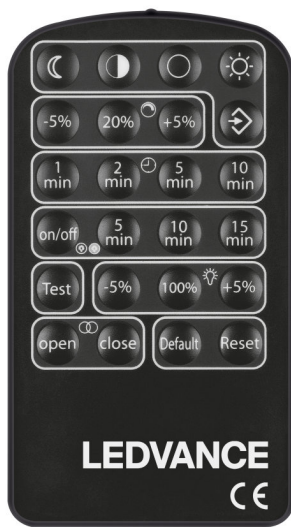 -5% 20% +5%
1 min 2 min 5 min 10 min
on/off 5 min 10 min 15 min
Test -5% 100% +5%
open close Default Reset
LEDVANCE
CE